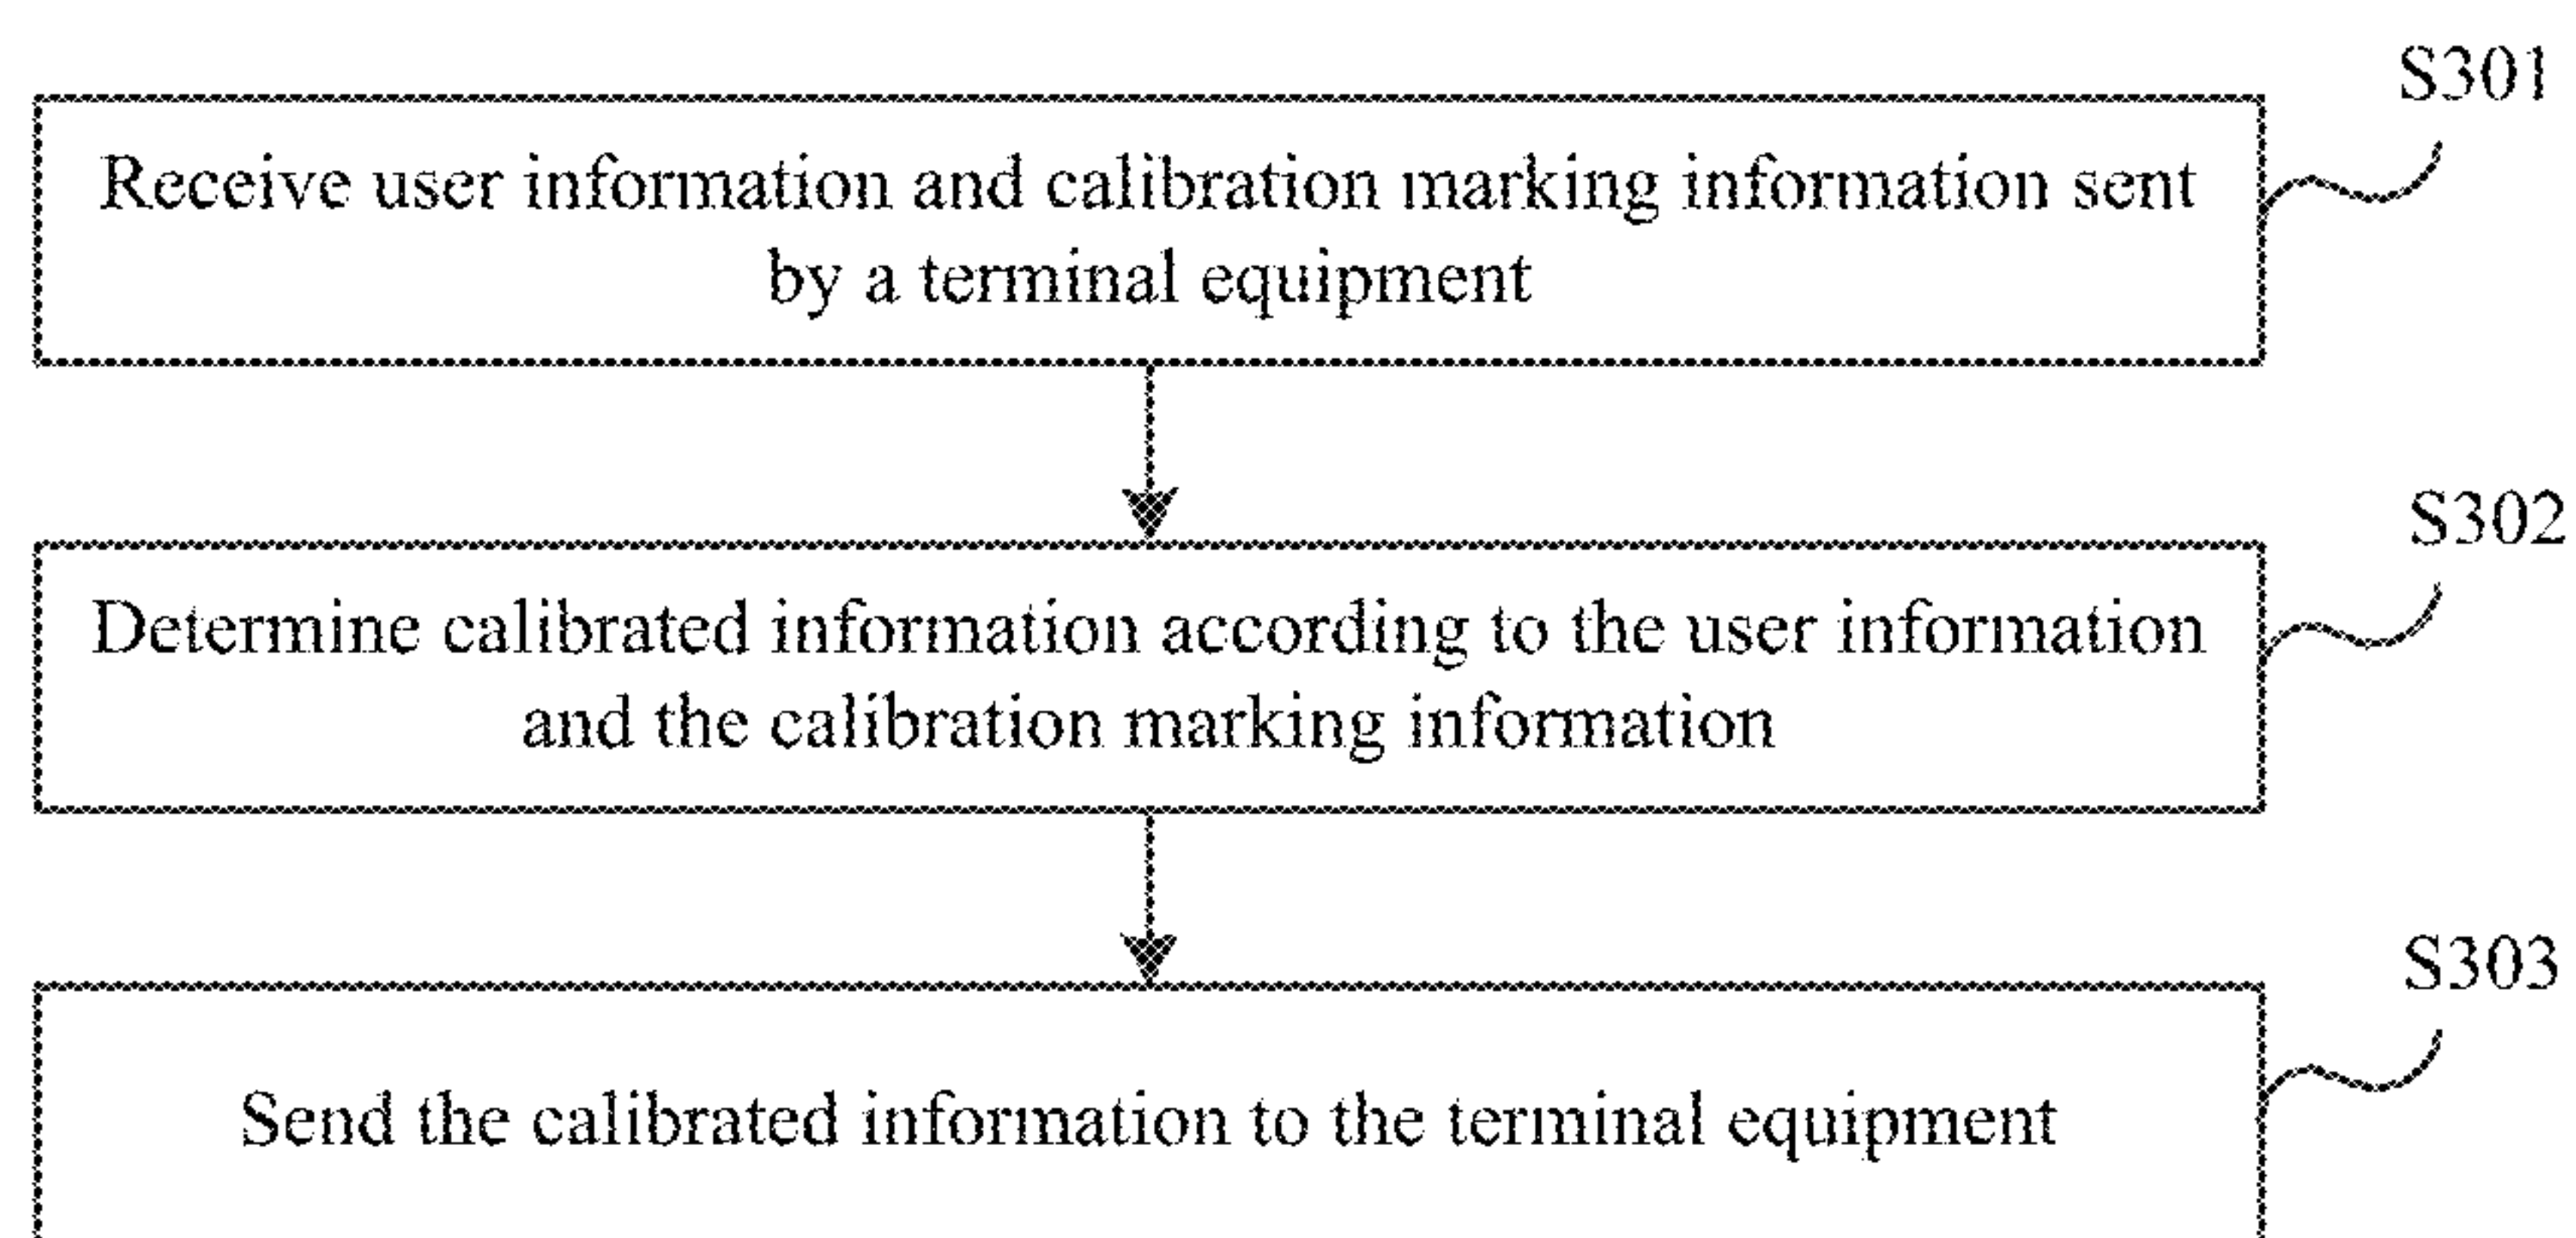 S301
Receive user information and calibration marking information sent
by a terminal equipment
S302
Determine calibrated information according to the user information
and the calibration marking information
S303
Send the calibrated information to the terminal equipment